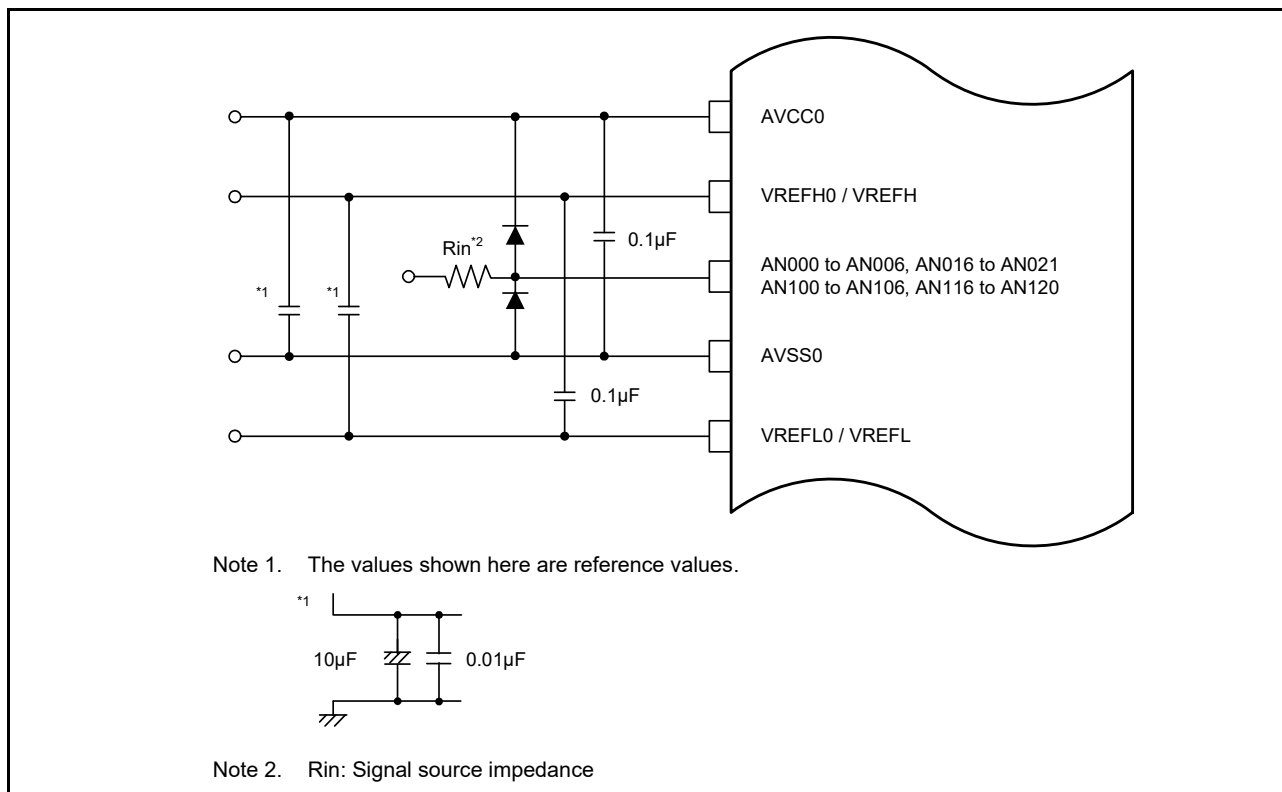 AVCC0
VREFH0 / VREFH
Rin*2
0.1µF
AN000 to AN006, AN016 to AN021
AN100 to AN106, AN116 to AN120
*1
*1
AVSS0
0.1µF
VREFL0 / VREFL
Note 1. The values shown here are reference values.
*1
10µF
0.01µF
Note 2. Rin: Signal source impedance